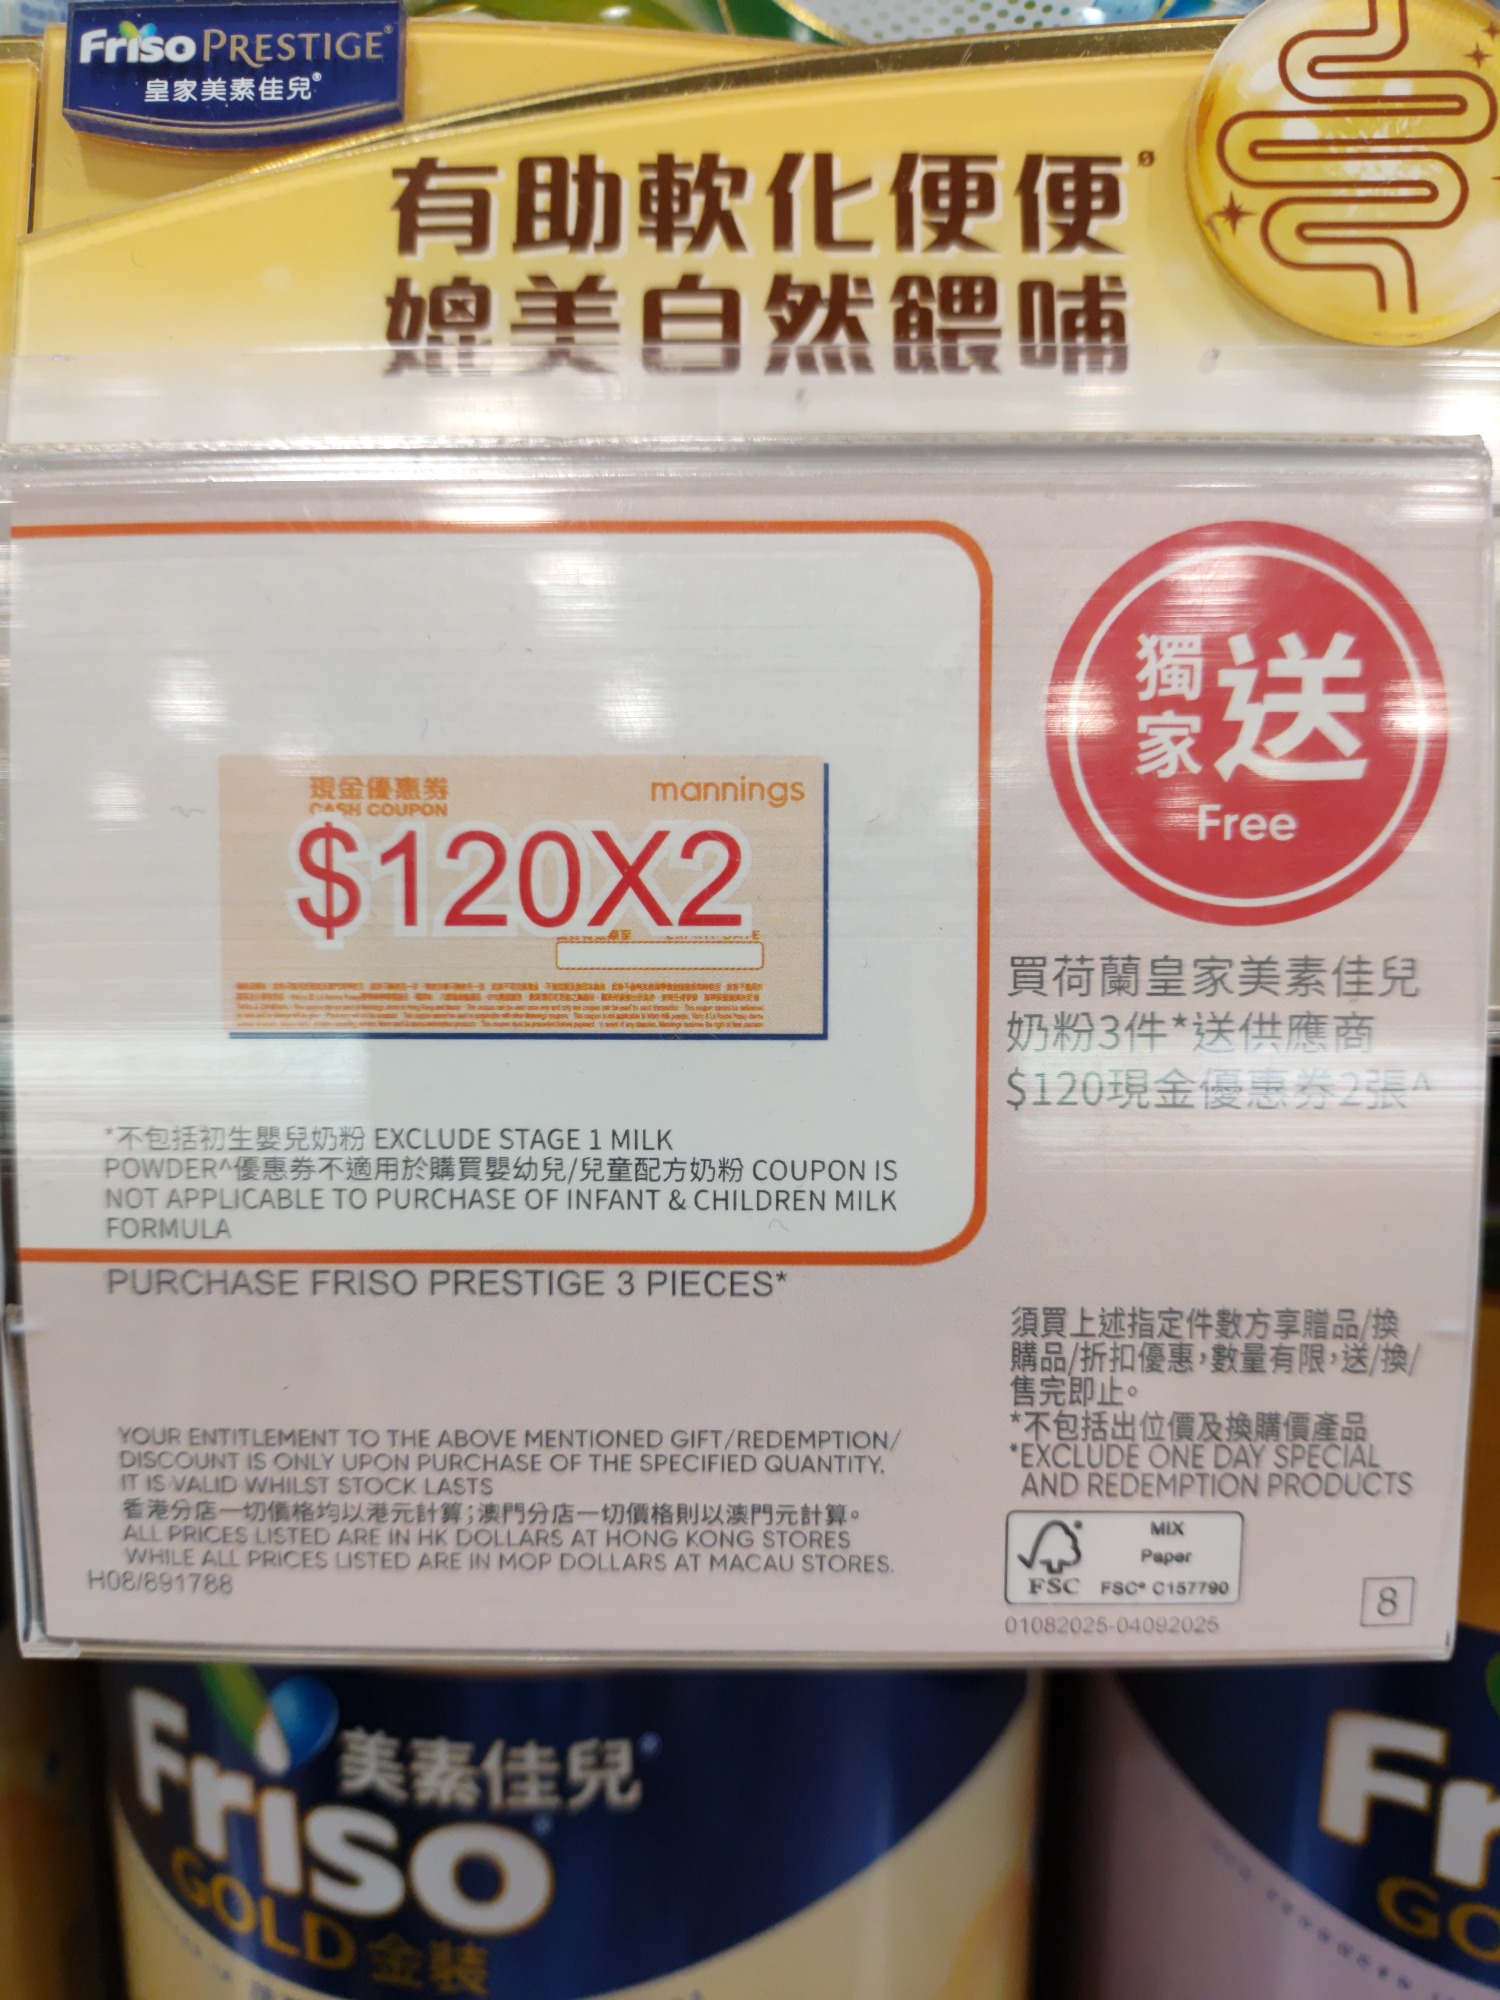 Friso PRESTIGE®
皇家美素佳兒®
有助軟化便便ø
媲美自然餵哺
現金優惠券
CASH COUPON
mannings
$120X2
獨家送
Free
買荷蘭皇家美素佳兒
奶粉3件*送供應商
$120現金優惠券2張^
*不包括初生嬰兒奶粉 EXCLUDE STAGE 1 MILK
POWDER^優惠券不適用於購買嬰幼兒/兒童配方奶粉 COUPON IS
NOT APPLICABLE TO PURCHASE OF INFANT & CHILDREN MILK
FORMULA
PURCHASE FRISO PRESTIGE 3 PIECES*
須買上述指定件數方享贈品/換
購品/折扣優惠，數量有限，送/換/
售完即止。
*不包括出位價及換購價產品
*EXCLUDE ONE DAY SPECIAL
AND REDEMPTION PRODUCTS
YOUR ENTITLEMENT TO THE ABOVE MENTIONED GIFT/REDEMPTION/
DISCOUNT IS ONLY UPON PURCHASE OF THE SPECIFIED QUANTITY.
IT IS VALID WHILST STOCK LASTS
香港分店一切價格均以港元計算；澳門分店一切價格則以澳門元計算。
ALL PRICES LISTED ARE IN HK DOLLARS AT HONG KONG STORES
WHILE ALL PRICES LISTED ARE IN MOP DOLLARS AT MACAU STORES.
H08/891788
MIX
Paper
FSC
FSC® C157790
01082025-04092025
8
Friso 美素佳兒®
GOLD 金裝
Fr
GO